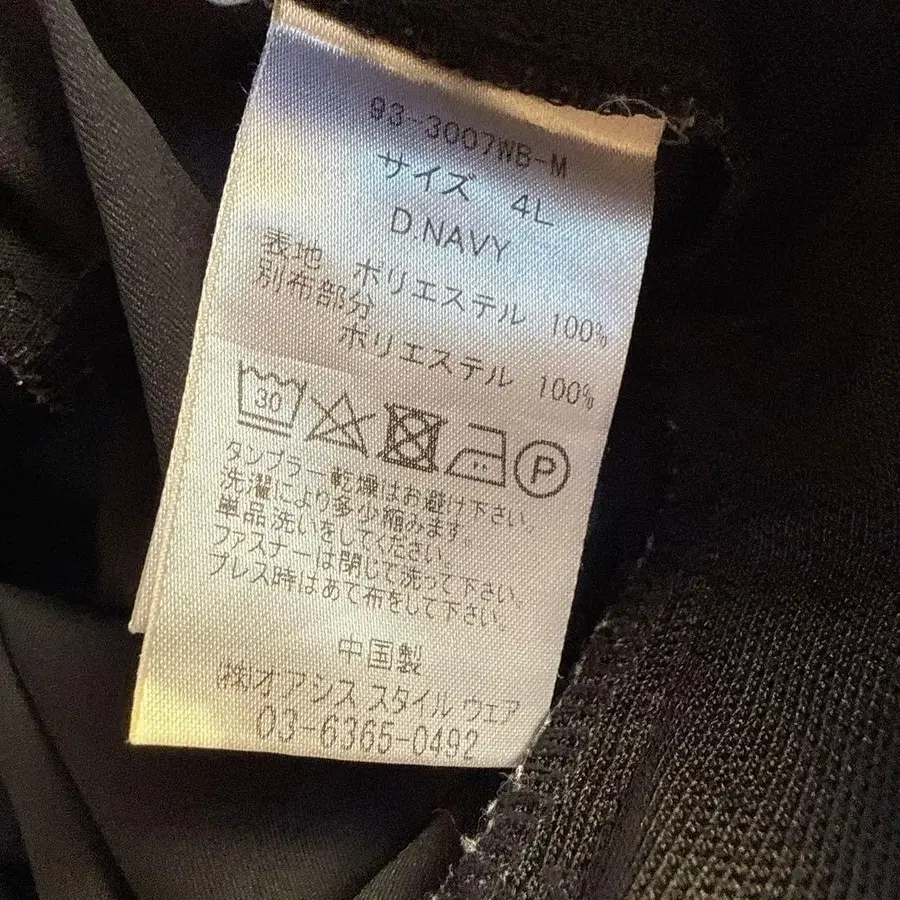 93-3007WB-M
サイズ 4L
D.NAVY
表地 ポリエステル 100%
別布部分
ポリエステル 100%
30
P
タンブラー乾燥はお避け下さい。
洗濯により多少縮みます。
単品洗いをしてください。
ファスナーは閉じて洗って下さい。
プレス時はあて布をして下さい。
中国製
(株)オアシス スタイル ウェア
03-6365-0492